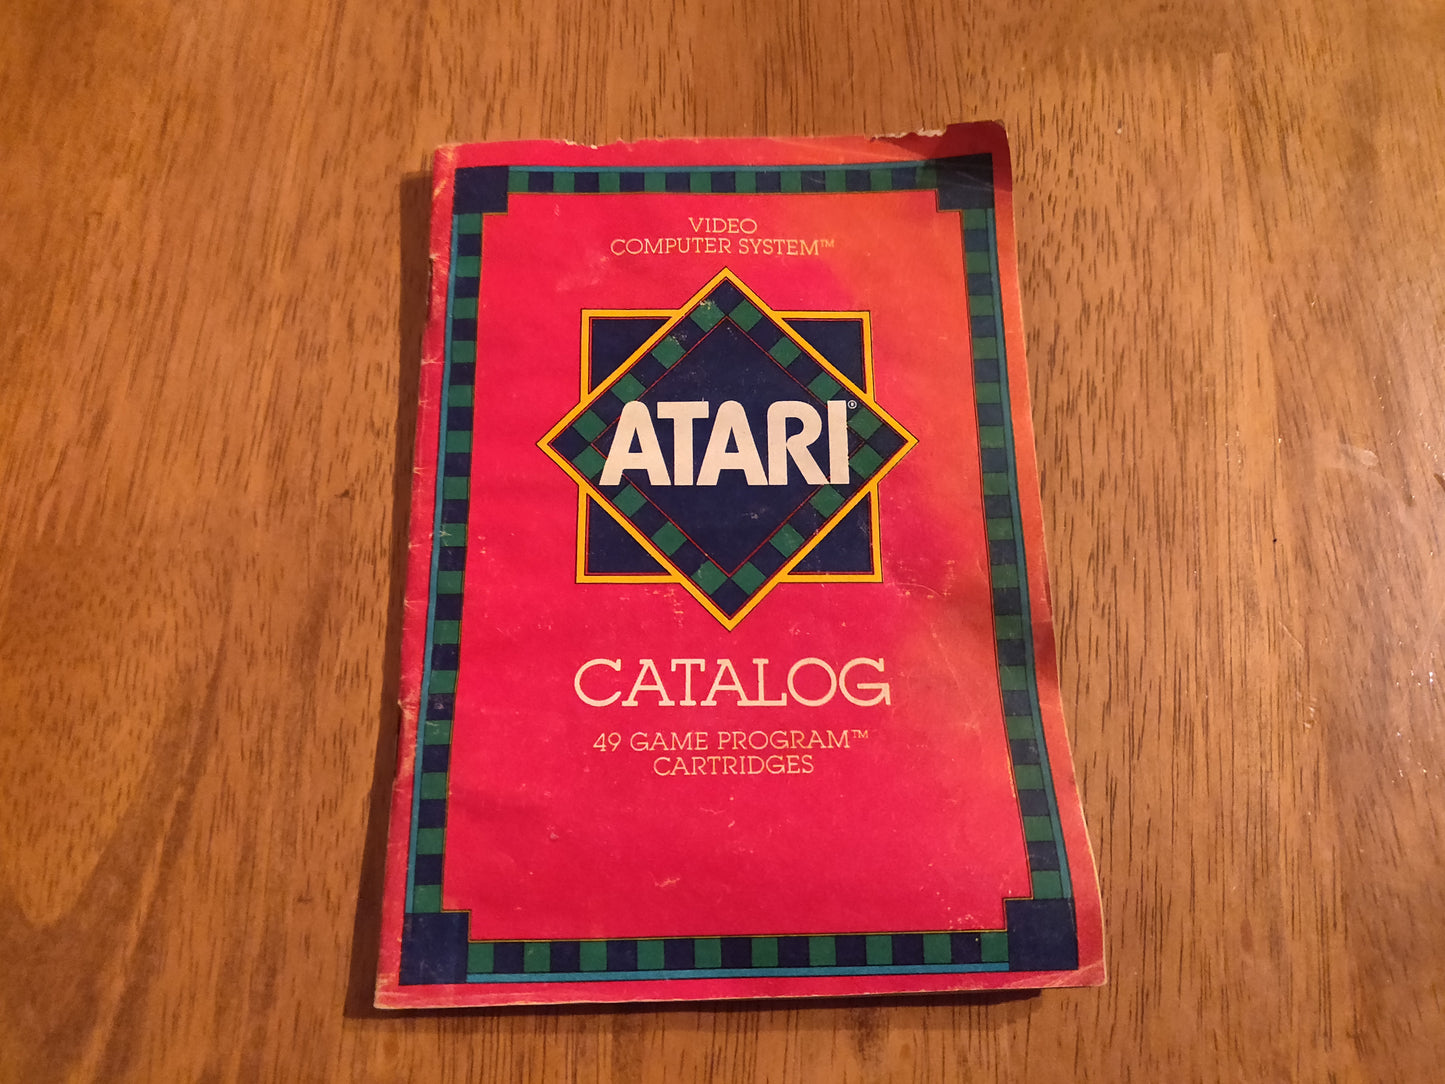 VIDEO
COMPUTER SYSTEM™
ATARI®
CATALOG
49 GAME PROGRAM™
CARTRIDGES